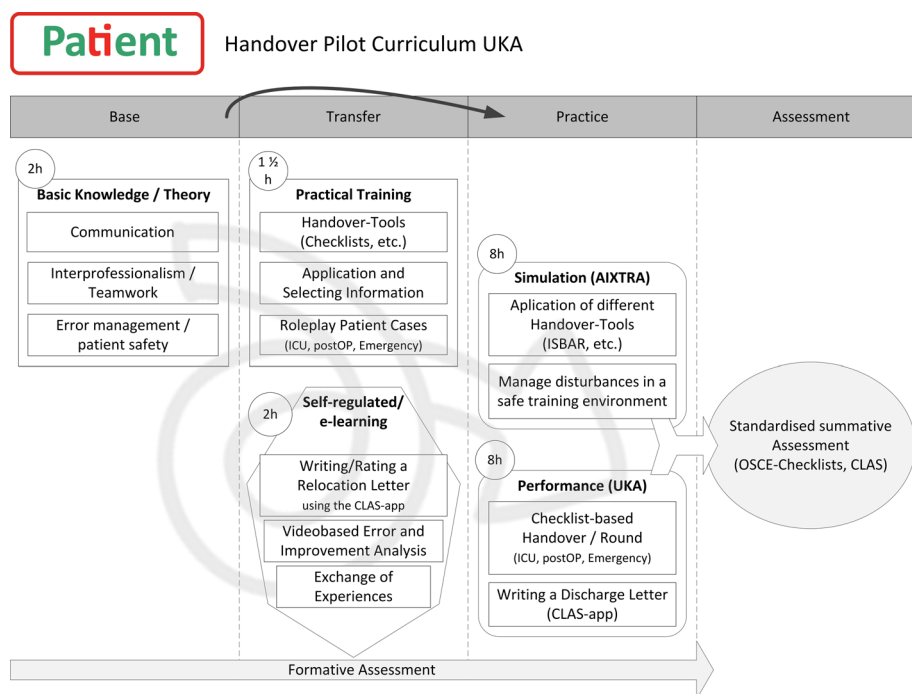 Patient
Handover Pilot Curriculum UKA
Base
Transfer
Practice
Assessment
2h
Basic Knowledge / Theory
Communication
Interprofessionalism /
Teamwork
Error management /
patient safety
1 ½
h
Practical Training
Handover-Tools
(Checklists, etc.)
Application and
Selecting Information
Roleplay Patient Cases
(ICU, postOP, Emergency)
2h
Self-regulated/
e-learning
Writing/Rating a
Relocation Letter
using the CLAS-app
Videobased Error and
Improvement Analysis
Exchange of
Experiences
8h
Simulation (AIXTRA)
Aplication of different
Handover-Tools
(ISBAR, etc.)
Manage disturbances in a
safe training environment
8h
Performance (UKA)
Checklist-based
Handover / Round
(ICU, postOP, Emergency)
Writing a Discharge Letter
(CLAS-app)
Standardised summative
Assessment
(OSCE-Checklists, CLAS)
Formative Assessment